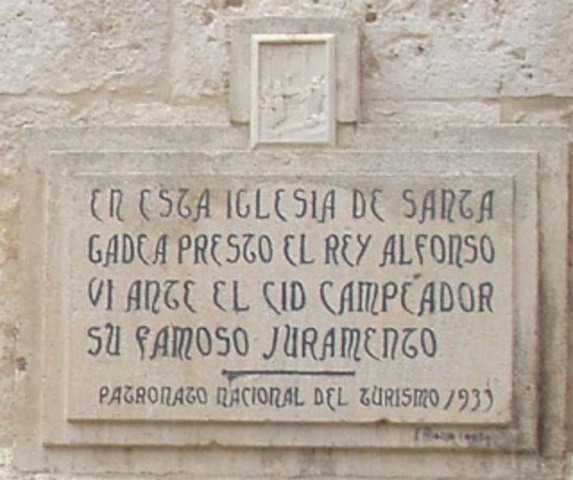 EN ESTA IGLESIA DE SANTA
GADEA PRESTO EL REY ALFONSO
VI ANTE EL CID CAMPEADOR
SU FAMOSO JURAMENTO
PATRONATO NACIONAL DEL TURISMO 1933